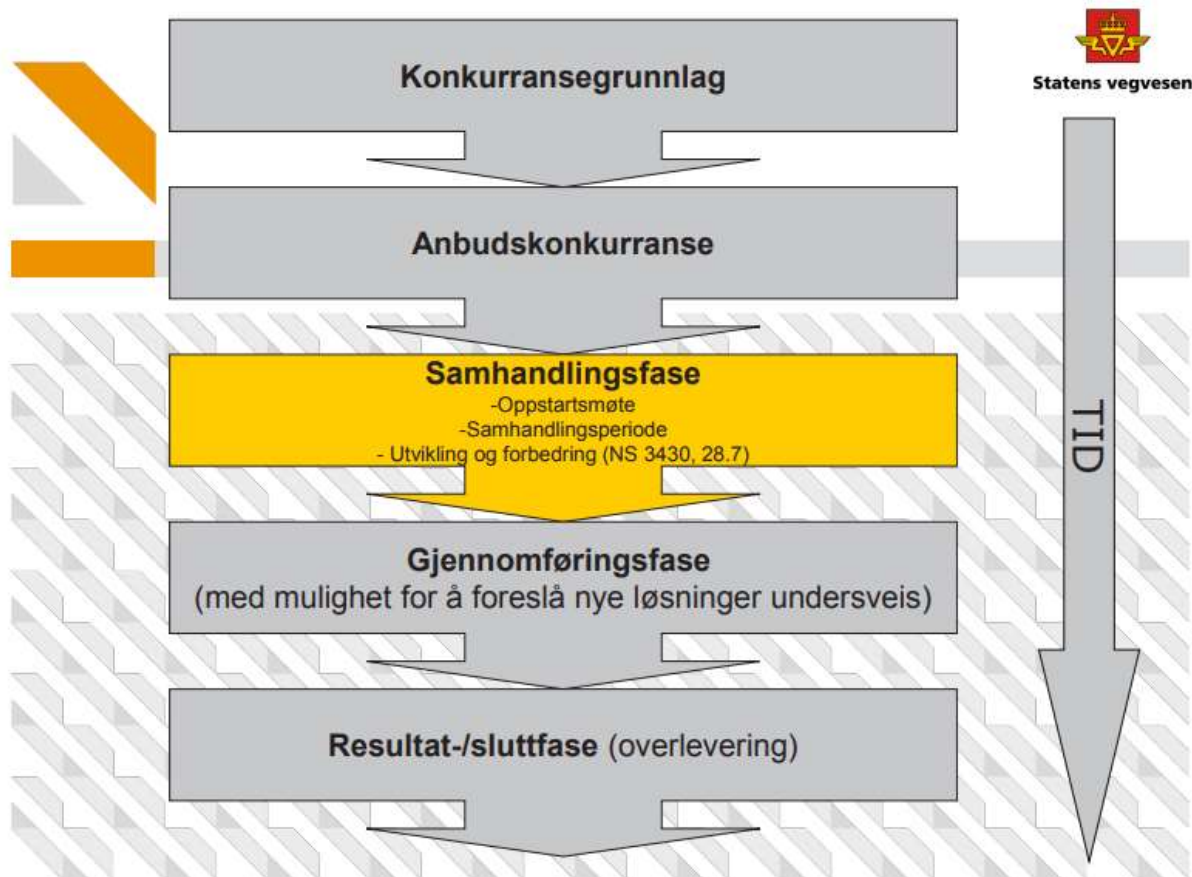 Konkurransegrunnlag
Statens vegvesen
Anbudskonkurranse
Samhandlingsfase
-Oppstartsmøte
-Samhandlingsperiode
- Utvikling og forbedring (NS 3430, 28.7)
TID
Gjennomføringsfase
(med mulighet for å foreslå nye løsninger undersveis)
Resultat-/sluttfase (overlevering)